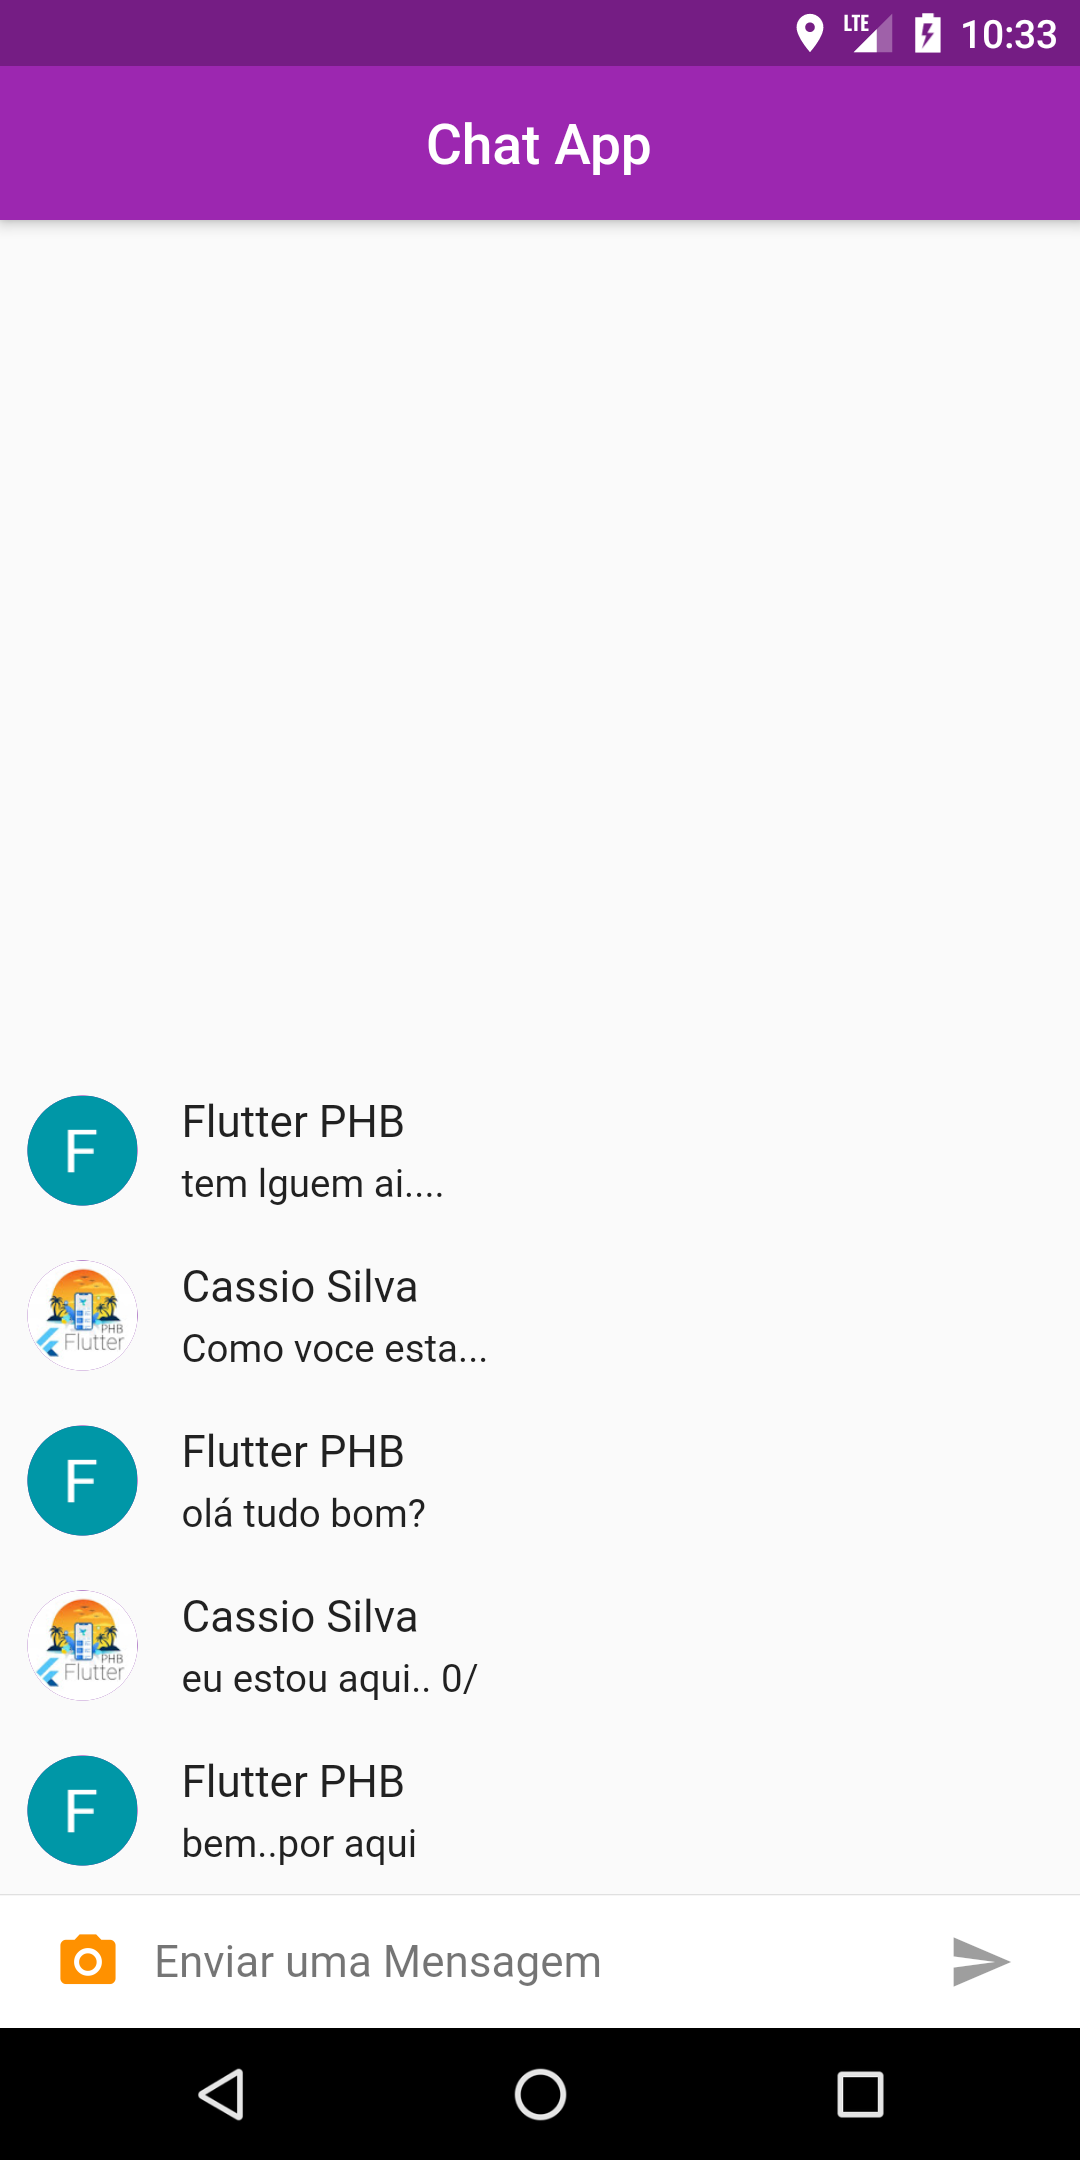 LTE 10:33
Chat App
F
Flutter PHB
tem lguem ai....
PHB
Flutter
Cassio Silva
Como voce esta...
F
Flutter PHB
olá tudo bom?
PHB
Flutter
Cassio Silva
eu estou aqui.. 0/
F
Flutter PHB
bem..por aqui
Enviar uma Mensagem